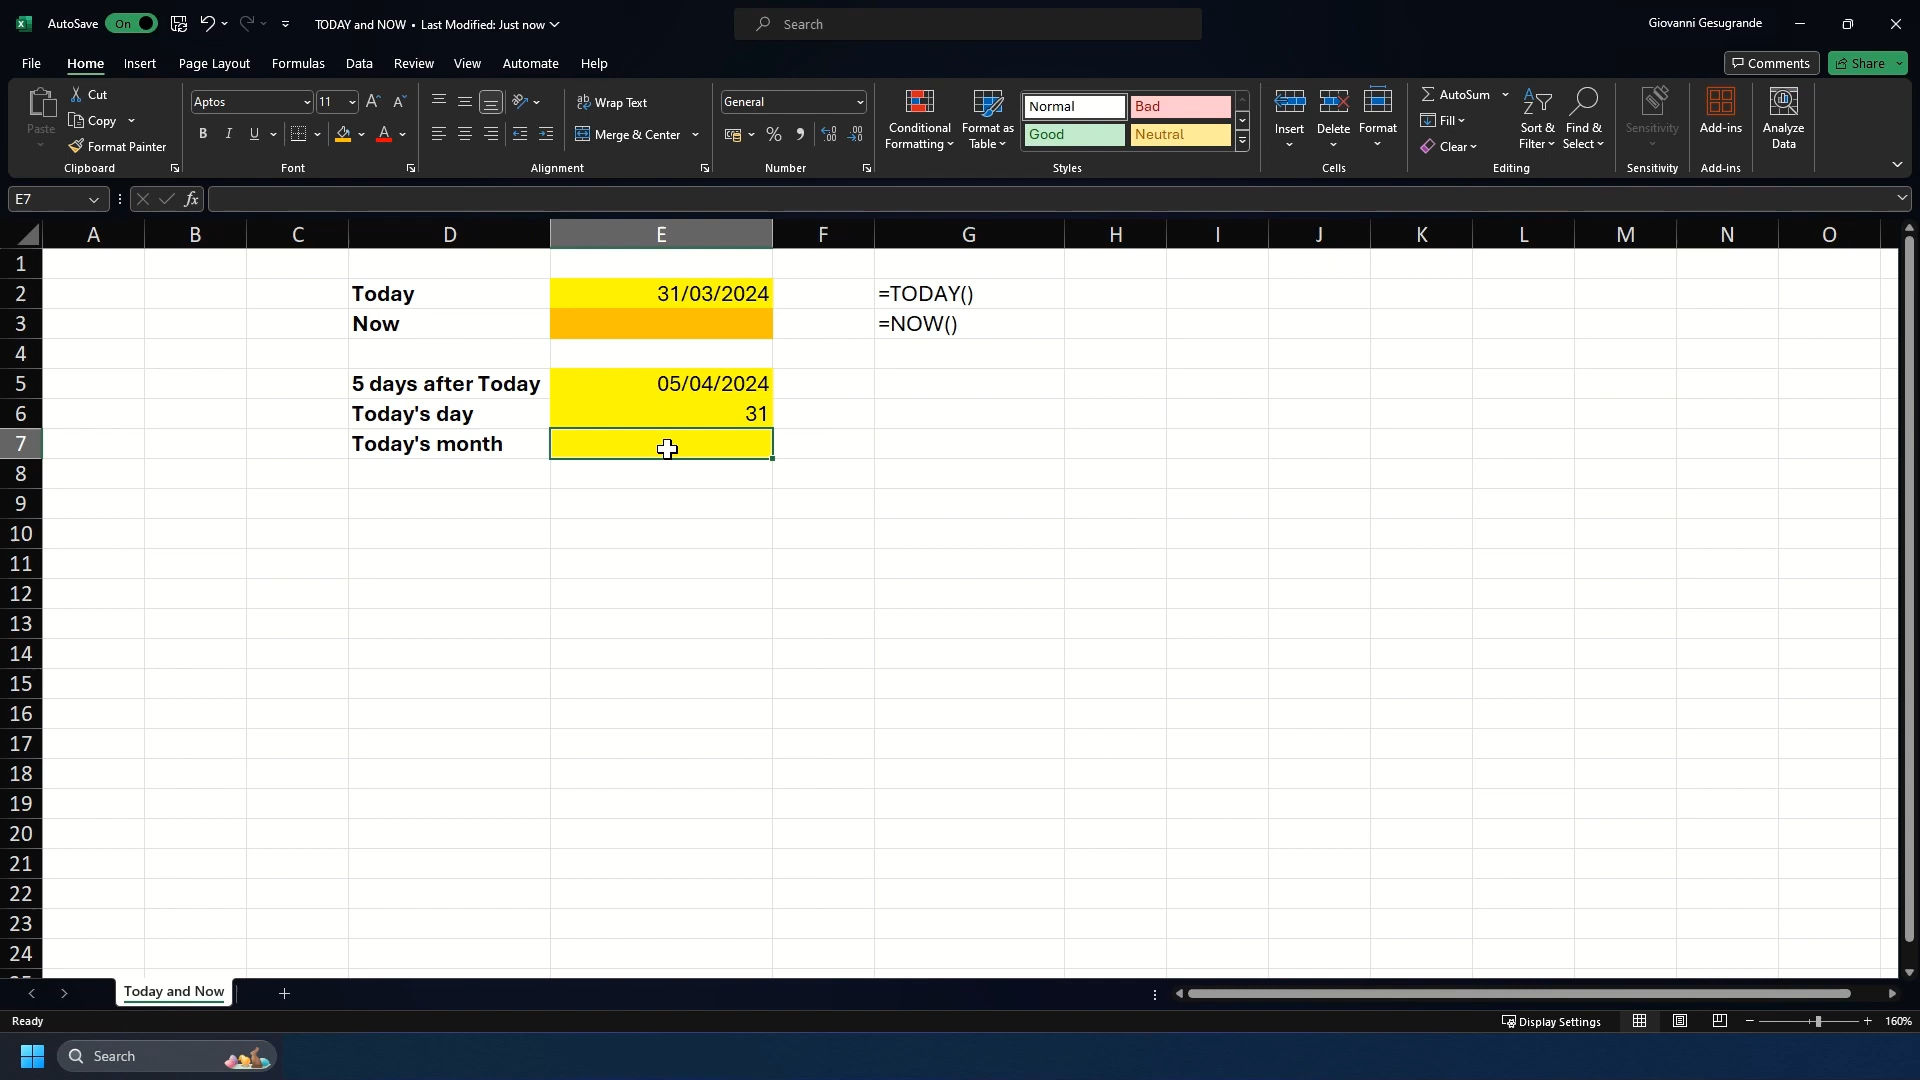 AutoSave On TODAY and NOW • Last Modified: Just now Search Giovanni Gesugrande
File Home Insert Page Layout Formulas Data Review View Automate Help Comments Share
Paste Cut Copy Format Painter Clipboard
Aptos 11 B I U A Font
Wrap Text Merge & Center Alignment
General % Number
Conditional Formatting Format as Table Normal Bad Good Neutral Styles
Insert Delete Format Cells
AutoSum Fill Clear Sort & Filter Find & Select Editing
Sensitivity Sensitivity
Add-ins Add-ins
Analyze Data
E7 fx
A B C D E F G H I J K L M N O
1
2 Today 31/03/2024 =TODAY()
3 Now =NOW()
4
5 5 days after Today 05/04/2024
6 Today's day 31
7 Today's month
8
9
10
11
12
13
14
15
16
17
18
19
20
21
22
23
24
Today and Now
Ready Display Settings 160%
Search